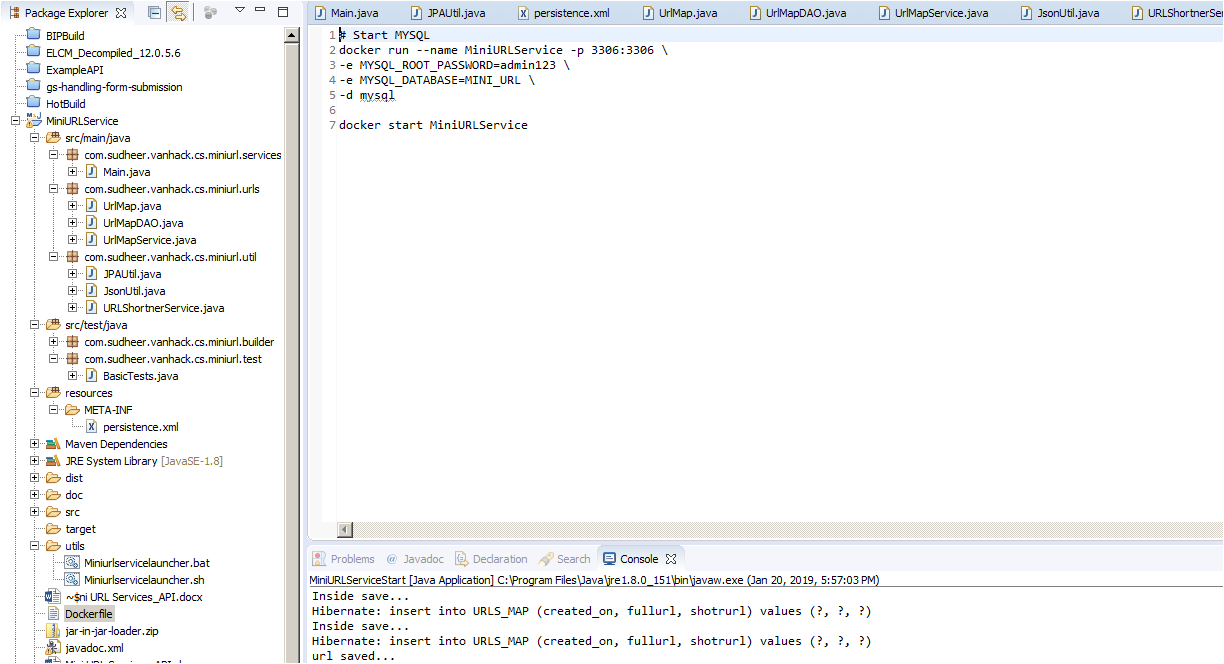 Package Explorer
BIPBuild
ELCM_Decompiled_12.0.5.6
ExampleAPI
gs-handling-form-submission
HotBuild
MiniURLService
src/main/java
com.sudheer.vanhack.cs.miniurl.services
Main.java
com.sudheer.vanhack.cs.miniurl.urls
UrlMap.java
UrlMapDAO.java
UrlMapService.java
com.sudheer.vanhack.cs.miniurl.util
JPAUtil.java
JsonUtil.java
URLShortnerService.java
src/test/java
com.sudheer.vanhack.cs.miniurl.builder
com.sudheer.vanhack.cs.miniurl.test
BasicTests.java
resources
META-INF
persistence.xml
Maven Dependencies
JRE System Library [JavaSE-1.8]
dist
doc
src
target
utils
Miniurlservicelauncher.bat
Miniurlservicelauncher.sh
~$ni URL Services_API.docx
Dockerfile
jar-in-jar-loader.zip
javadoc.xml
Main.java JPAUtil.java persistence.xml UrlMap.java UrlMapDAO.java UrlMapService.java JsonUtil.java URLShortnerSer
1 # Start MYSQL
2 docker run --name MiniURLService -p 3306:3306 \
3 -e MYSQL_ROOT_PASSWORD=admin123 \
4 -e MYSQL_DATABASE=MINI_URL \
5 -d mysql
6
7 docker start MiniURLService
Problems @ Javadoc Declaration Search Console
MiniURLServiceStart [Java Application] C:\Program Files\Java\jre1.8.0_151\bin\javaw.exe (Jan 20, 2019, 5:57:03 PM)
Inside save...
Hibernate: insert into URLS_MAP (created_on, fullurl, shotrurl) values (?, ?, ?)
Inside save...
Hibernate: insert into URLS_MAP (created_on, fullurl, shotrurl) values (?, ?, ?)
url saved...